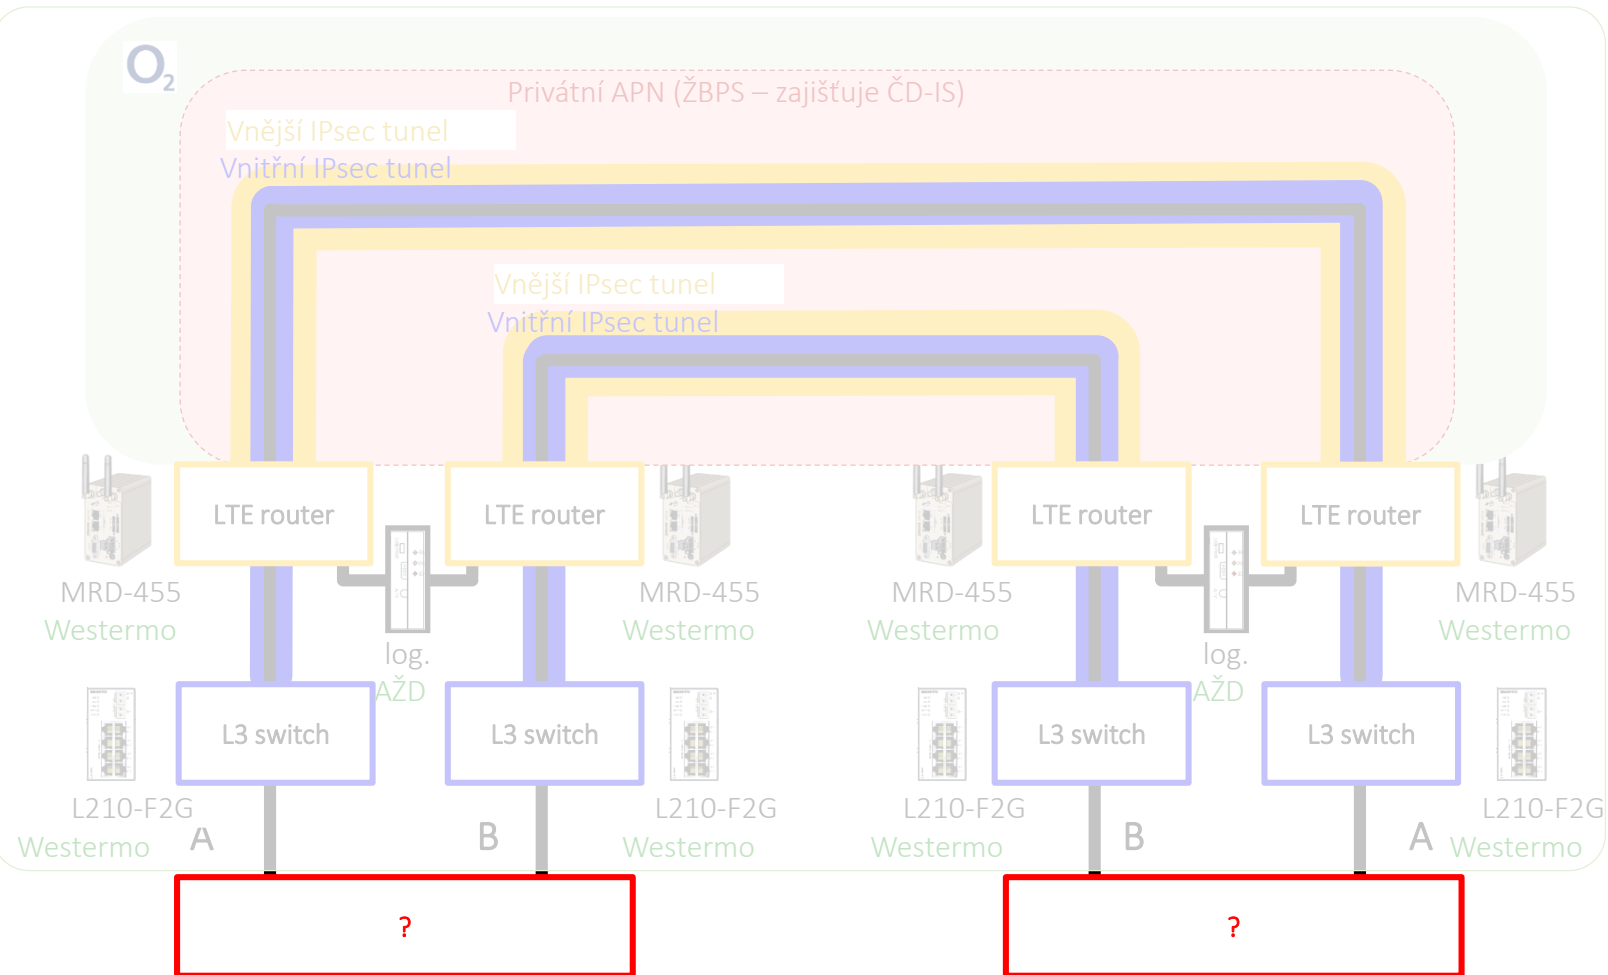 O2
Privátní APN (ŽBPS – zajišťuje ČD-IS)
Vnější IPsec tunel
Vnitřní IPsec tunel
Vnější IPsec tunel
Vnitřní IPsec tunel
LTE router
LTE router
LTE router
LTE router
MRD-455
Westermo
MRD-455
Westermo
MRD-455
Westermo
MRD-455
Westermo
log.
AŽD
log.
AŽD
L3 switch
L3 switch
L3 switch
L3 switch
L210-F2G
Westermo
L210-F2G
Westermo
L210-F2G
Westermo
L210-F2G
Westermo
A
B
B
A
?
?